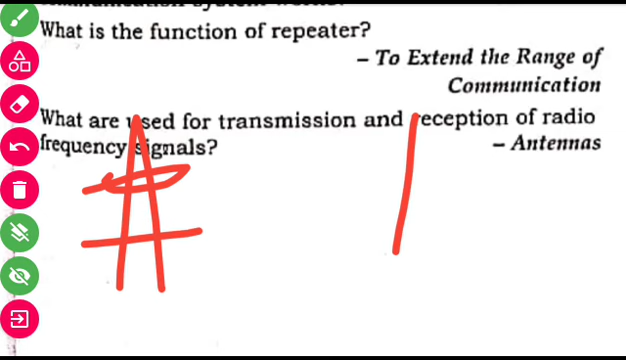 What is the function of repeater?
– To Extend the Range of
Communication
What are used for transmission and reception of radio
frequency signals?
– Antennas